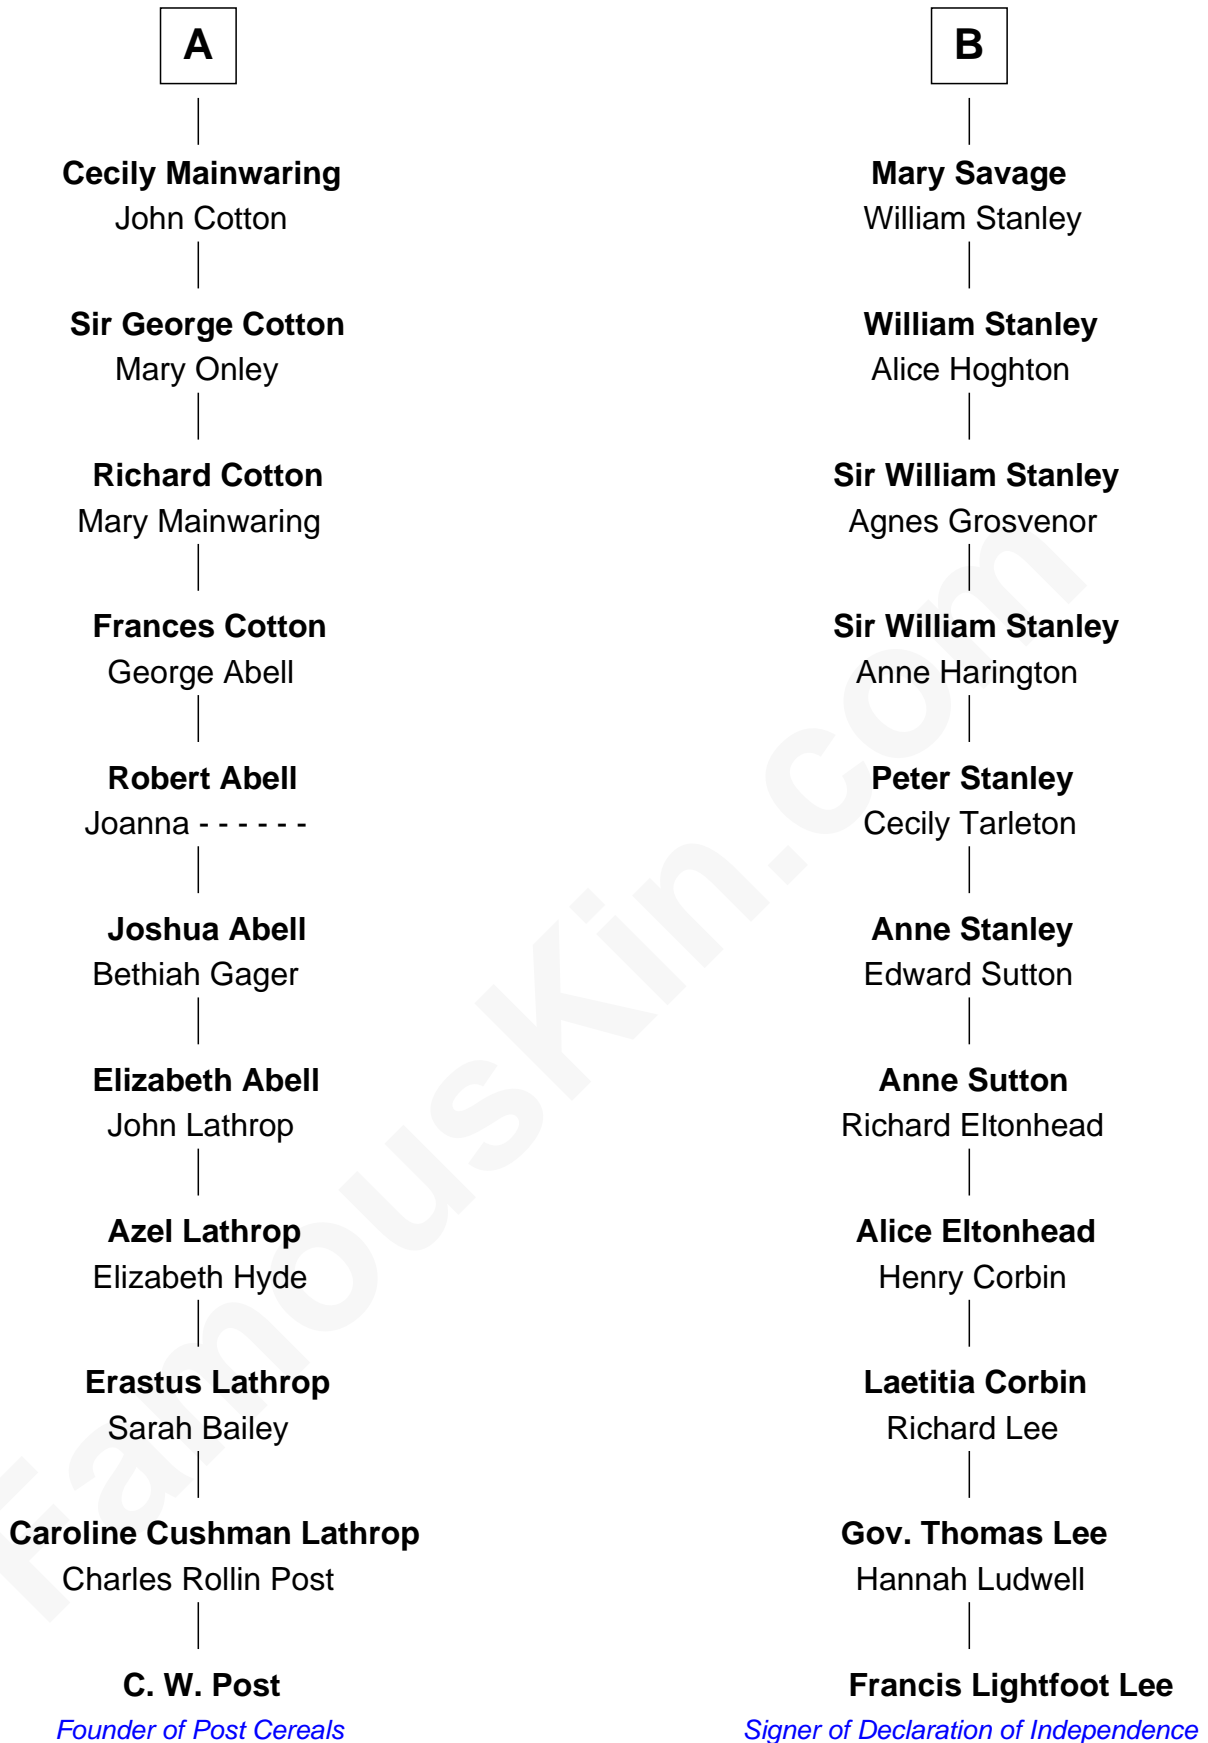 A
Cecily Mainwaring
John Cotton
Sir George Cotton
Mary Onley
Richard Cotton
Mary Mainwaring
Frances Cotton
George Abell
Robert Abell
Joanna - - - - - -
Joshua Abell
Bethiah Gager
Elizabeth Abell
John Lathrop
Azel Lathrop
Elizabeth Hyde
Erastus Lathrop
Sarah Bailey
Caroline Cushman Lathrop
Charles Rollin Post
C. W. Post
Founder of Post Cereals
B
Mary Savage
William Stanley
William Stanley
Alice Hoghton
Sir William Stanley
Agnes Grosvenor
Sir William Stanley
Anne Harington
Peter Stanley
Cecily Tarleton
Anne Stanley
Edward Sutton
Anne Sutton
Richard Eltonhead
Alice Eltonhead
Henry Corbin
Laetitia Corbin
Richard Lee
Gov. Thomas Lee
Hannah Ludwell
Francis Lightfoot Lee
Signer of Declaration of Independence
FamousKin.com